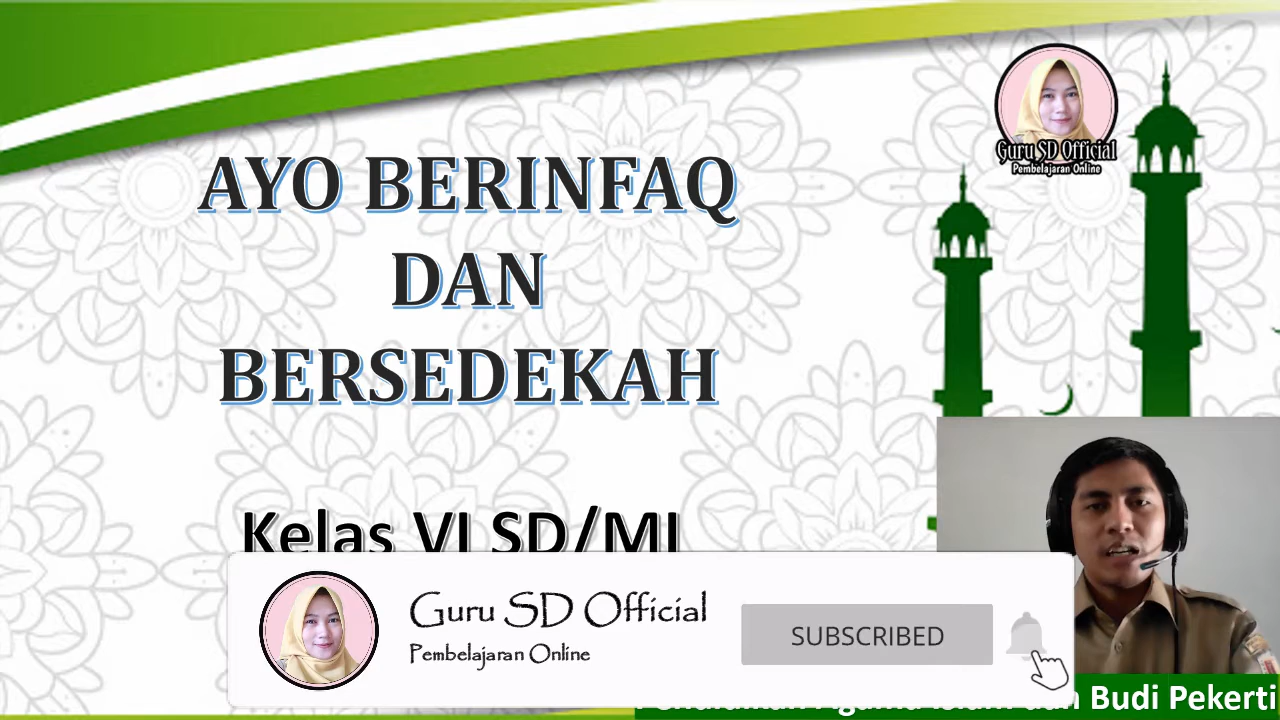 Guru SD Official
Pembelajaran Online
AYO BERINFAQ
DAN
BERSEDEKAH
Kelas VI SD/MI
Guru SD Official
Pembelajaran Online
SUBSCRIBED
Budi Pekerti